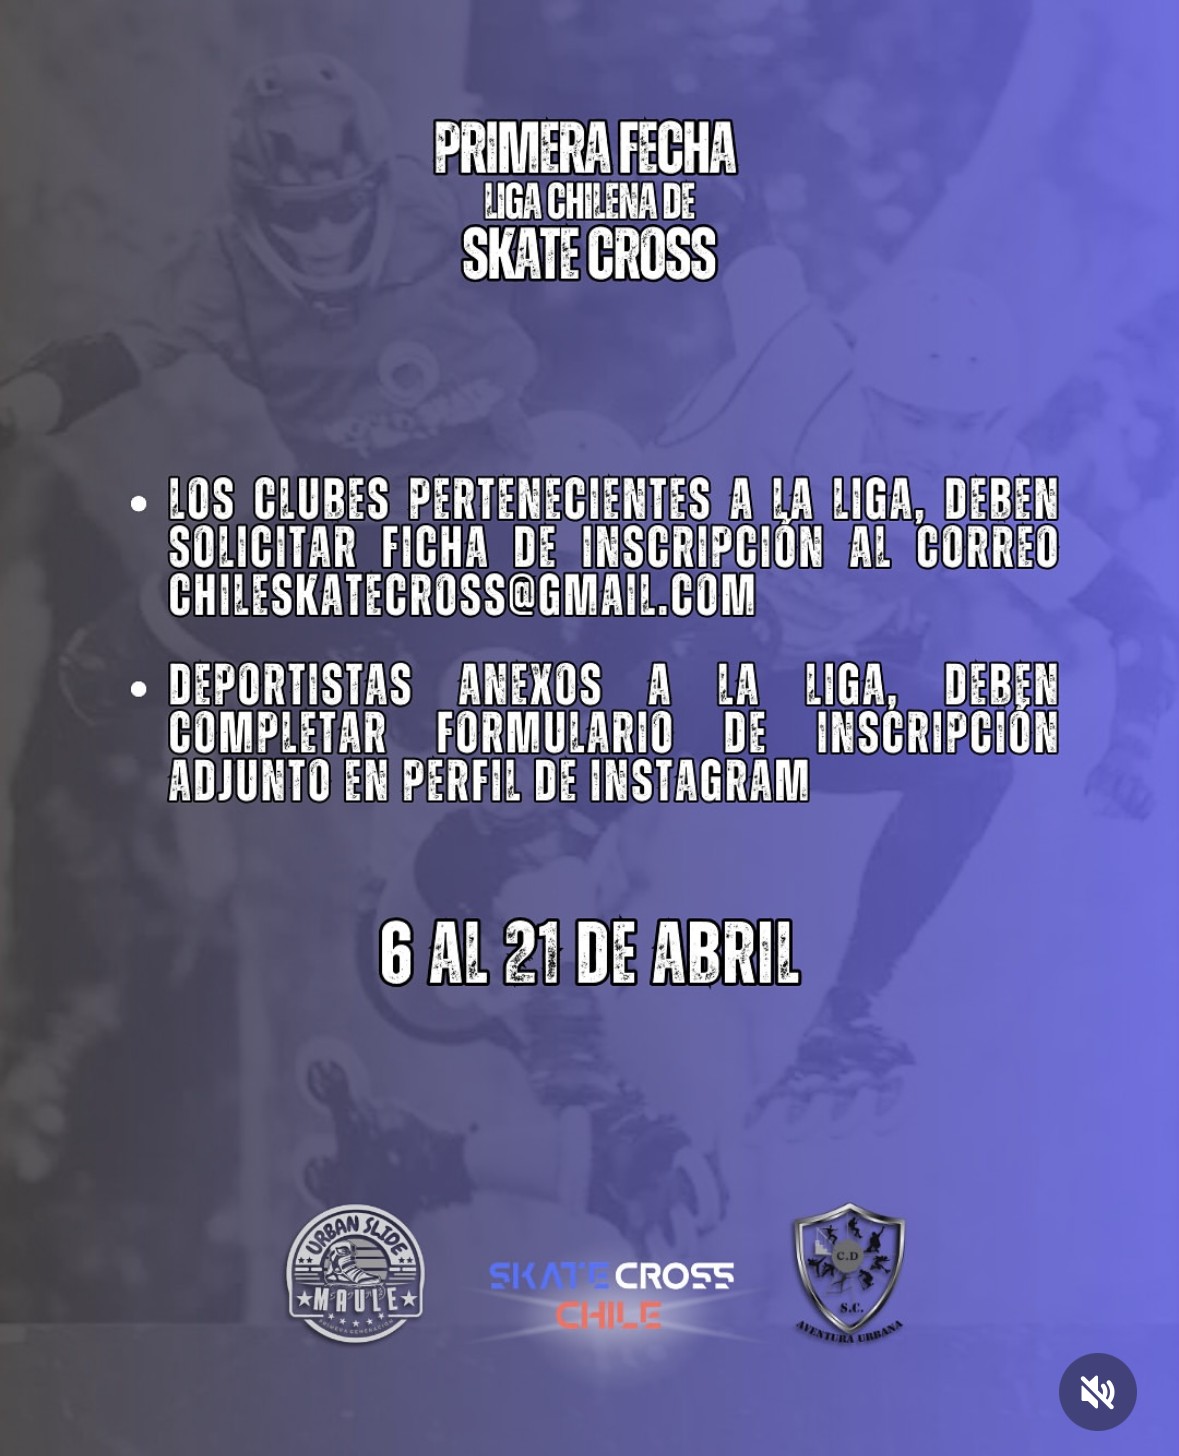 PRIMERA FECHA
LIGA CHILENA DE
SKATE CROSS
• LOS CLUBES PERTENECIENTES A LA LIGA, DEBEN
SOLICITAR FICHA DE INSCRIPCIÓN AL CORREO
CHILESKATECROSS@GMAIL.COM
• DEPORTISTAS ANEXOS A LA LIGA, DEBEN
COMPLETAR FORMULARIO DE INSCRIPCIÓN
ADJUNTO EN PERFIL DE INSTAGRAM
6 AL 21 DE ABRIL
URBAN SLIDE
MAULE
SKATE CROSS
CHILE
C.D
S.C.
AVENTURA URBANA